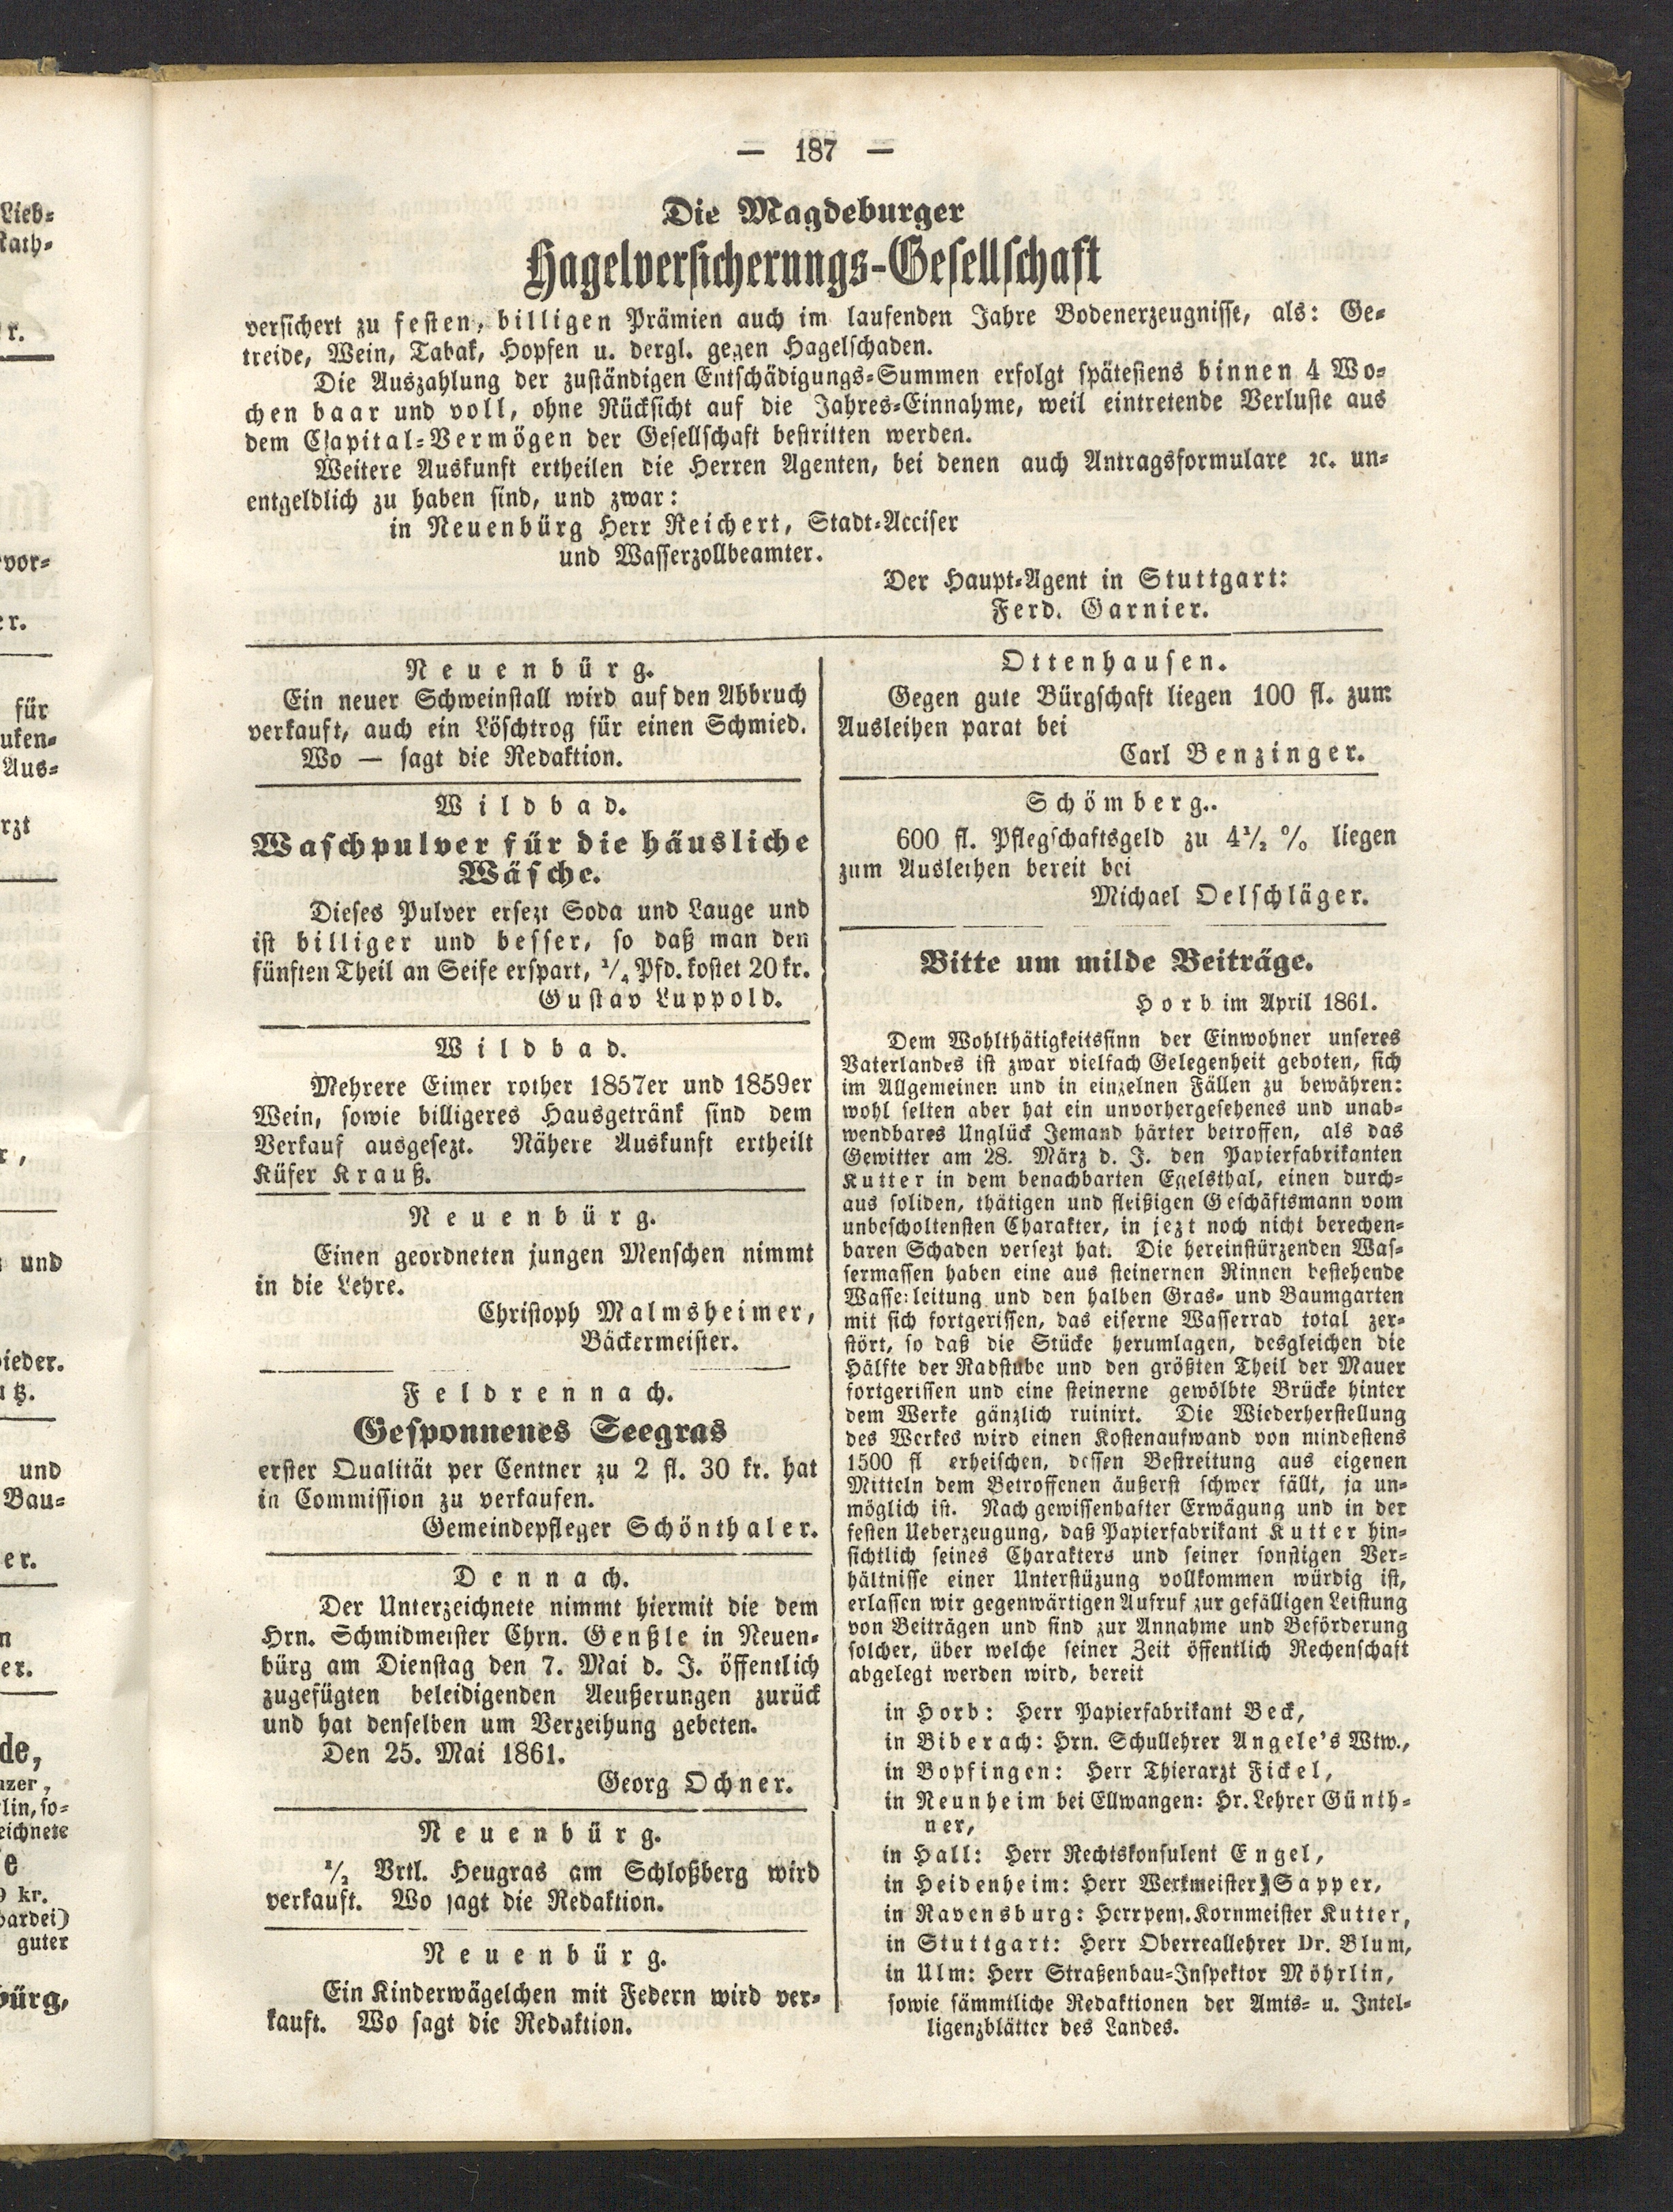 — 187 —
Die Magdeburger
Hagelversicherungs-Gesellschaft
versichert zu festen, billigen Prämien auch im laufenden Jahre Bodenerzeugnisse, als: Ge-
treide, Wein, Tabak, Hopfen u. dergl. gegen Hagelschaden.
Die Auszahlung der zuständigen Entschädigungs-Summen erfolgt spätestens binnen 4 Wo-
chen baar und voll, ohne Rücksicht auf die Jahres-Einnahme, weil eintretende Verluste aus
dem Capital-Vermögen der Gesellschaft bestritten werden.
Weitere Auskunft ertheilen die Herren Agenten, bei denen auch Antragsformulare ꝛc. un-
entgeldlich zu haben sind, und zwar:
in Neuenbürg Herr Reichert, Stadt-Acciser
und Wasserzollbeamter.
Der Haupt-Agent in Stuttgart:
Ferd. Garnier.
Neuenbürg.
Ein neuer Schweinstall wird auf den Abbruch
verkauft, auch ein Löschtrog für einen Schmied.
Wo — sagt die Redaktion.
Wildbad.
Waschpulver für die häusliche
Wäsche.
Dieses Pulver ersezt Soda und Lauge und
ist billiger und besser, so daß man den
fünften Theil an Seife erspart, 1/4 Pfd. kostet 20 kr.
Gustav Luppold.
Wildbad.
Mehrere Eimer rother 1857er und 1859er
Wein, sowie billigeres Hausgetränk sind dem
Verkauf ausgesezt. Nähere Auskunft ertheilt
Küfer Krauß.
Neuenbürg.
Einen geordneten jungen Menschen nimmt
in die Lehre.
Christoph Malmsheimer,
Bäckermeister.
Feldrennach.
Gesponnenes Seegras
erster Qualität per Centner zu 2 fl. 30 kr. hat
in Commission zu verkaufen.
Gemeindepfleger Schönthaler.
Dennach.
Der Unterzeichnete nimmt hiermit die dem
Hrn. Schmidmeister Chrn. Genßle in Neuen-
bürg am Dienstag den 7. Mai d. J. öffentlich
zugefügten beleidigenden Aeußerungen zurück
und hat denselben um Verzeihung gebeten.
Den 25. Mai 1861.
Georg Ochner.
Neuenbürg.
1/2 Vrtl. Heugras am Schloßberg wird
verkauft. Wo sagt die Redaktion.
Neuenbürg.
Ein Kinderwägelchen mit Federn wird ver-
kauft. Wo sagt die Redaktion.
Ottenhausen.
Gegen gute Bürgschaft liegen 100 fl. zum
Ausleihen parat bei
Carl Benzinger.
Schömberg..
600 fl. Pflegschaftsgeld zu 4 1/2 % liegen
zum Ausleihen bereit bei
Michael Oelschläger.
Bitte um milde Beiträge.
Horb im April 1861.
Dem Wohlthätigkeitssinn der Einwohner unseres
Vaterlandes ist zwar vielfach Gelegenheit geboten, sich
im Allgemeinen und in einzelnen Fällen zu bewähren:
wohl selten aber hat ein unvorhergesehenes und unab-
wendbares Unglück Jemand härter betroffen, als das
Gewitter am 28. März d. J. den Papierfabrikanten
Kutter in dem benachbarten Egelsthal, einen durch-
aus soliden, thätigen und fleißigen Geschäftsmann vom
unbescholtensten Charakter, in jezt noch nicht berechen-
baren Schaden versezt hat. Die hereinstürzenden Was-
sermassen haben eine aus steinernen Rinnen bestehende
Wasserleitung und den halben Gras- und Baumgarten
mit sich fortgerissen, das eiserne Wasserrad total zer-
stört, so daß die Stücke herumlagen, desgleichen die
Hälfte der Radstube und den größten Theil der Mauer
fortgerissen und eine steinerne gewölbte Brücke hinter
dem Werke gänzlich ruinirt. Die Wiederherstellung
des Werkes wird einen Kostenaufwand von mindestens
1500 fl erheischen, dessen Bestreitung aus eigenen
Mitteln dem Betroffenen äußerst schwer fällt, ja un-
möglich ist. Nach gewissenhafter Erwägung und in der
festen Ueberzeugung, daß Papierfabrikant Kutter hin-
sichtlich seines Charakters und seiner sonstigen Ver-
hältnisse einer Unterstüzung vollkommen würdig ist,
erlassen wir gegenwärtigen Aufruf zur gefälligen Leistung
von Beiträgen und sind zur Annahme und Beförderung
solcher, über welche seiner Zeit öffentlich Rechenschaft
abgelegt werden wird, bereit
in Horb: Herr Papierfabrikant Beck,
in Biberach: Hrn. Schullehrer Angele's Wtw.,
in Bopfingen: Herr Thierarzt Fickel,
in Neunheim bei Ellwangen: Hr. Lehrer Günth-
ner,
in Hall: Herr Rechtskonsulent Engel,
in Heidenheim: Herr Werkmeister Sapper,
in Ravensburg: Herr pens. Kornmeister Kutter,
in Stuttgart: Herr Oberreallehrer Dr. Blum,
in Ulm: Herr Straßenbau-Inspektor Möhrlin,
sowie sämmtliche Redaktionen der Amts- u. Intel-
ligenzblätter des Landes.